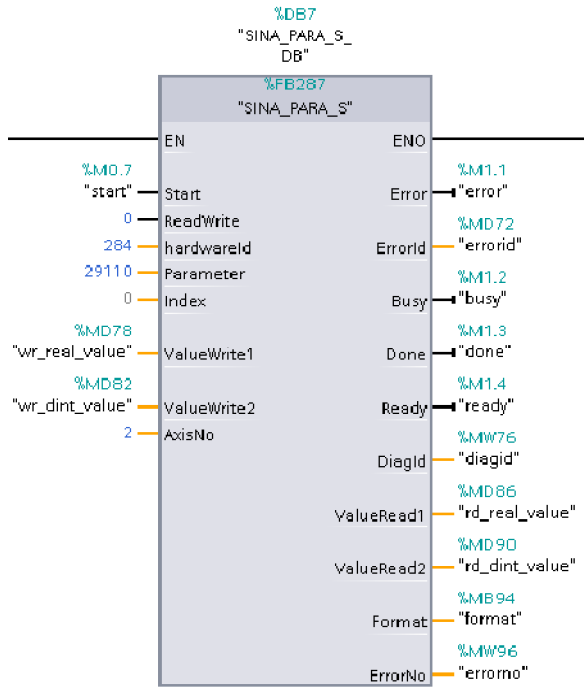 %DB7
"SINA_PARA_S_
DB"
%FB287
"SINA_PARA_S"
EN ENO
%M0.7 %M1.1
"start" Start Error "error"
0 ReadWrite %MD72
284 hardwareId ErrorId "errorid"
29110 Parameter %M1.2
0 Index Busy "busy"
%MD78 %M1.3
"wr_real_value" ValueWrite1 Done "done"
%MD82 %M1.4
"wr_dint_value" ValueWrite2 Ready "ready"
2 AxisNo %MW76
DiagId "diagid"
%MD86
ValueRead1 "rd_real_value"
%MD90
ValueRead2 "rd_dint_value"
%MB94
Format "format"
%MW96
ErrorNo "errorno"